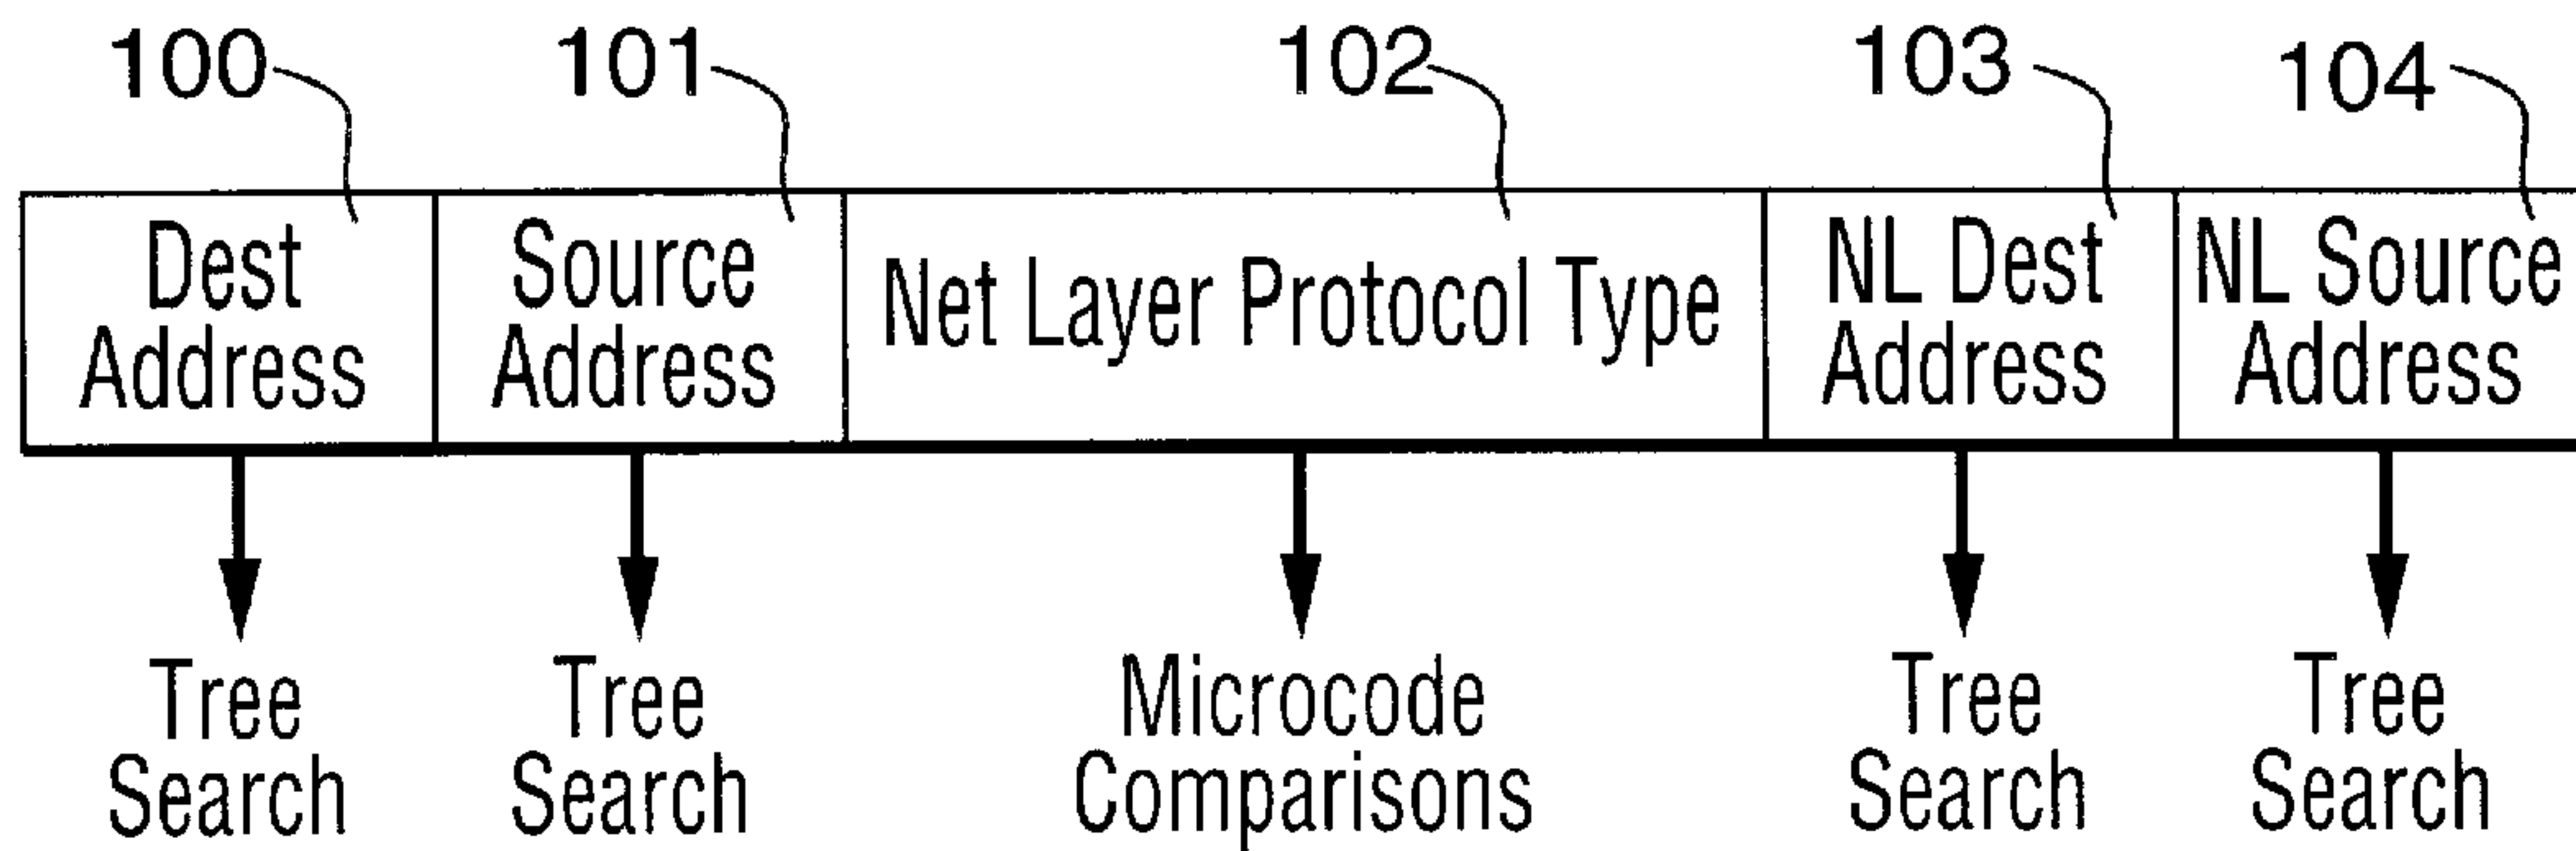 100 101 102 103 104
Dest Address
Source Address
Net Layer Protocol Type
NL Dest Address
NL Source Address
Tree Search
Tree Search
Microcode Comparisons
Tree Search
Tree Search